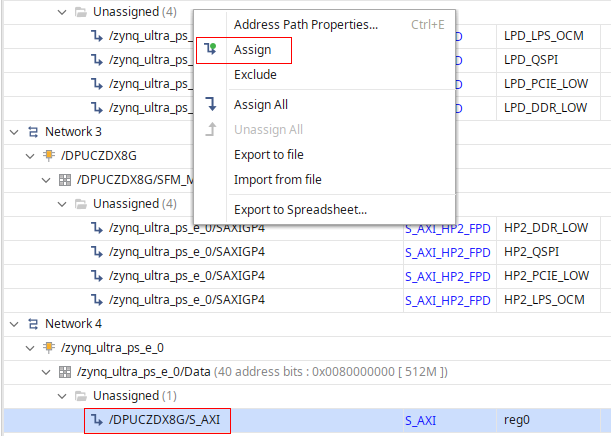 Unassigned (4)
/zynq_ultra_ps_
LPD_LPS_OCM
/zynq_ultra_ps_
LPD_QSPI
/zynq_ultra_ps_
LPD_PCIE_LOW
/zynq_ultra_ps_
LPD_DDR_LOW
Address Path Properties... Ctrl+E
Assign
Exclude
Assign All
Unassign All
Export to file
Import from file
Export to Spreadsheet...
Network 3
/DPUCZDX8G
/DPUCZDX8G/SFM_M
Unassigned (4)
/zynq_ultra_ps_e_0/SAXIGP4 S_AXI_HP2_FPD HP2_DDR_LOW
/zynq_ultra_ps_e_0/SAXIGP4 S_AXI_HP2_FPD HP2_QSPI
/zynq_ultra_ps_e_0/SAXIGP4 S_AXI_HP2_FPD HP2_PCIE_LOW
/zynq_ultra_ps_e_0/SAXIGP4 S_AXI_HP2_FPD HP2_LPS_OCM
Network 4
/zynq_ultra_ps_e_0
/zynq_ultra_ps_e_0/Data (40 address bits : 0x0080000000 [ 512M ])
Unassigned (1)
/DPUCZDX8G/S_AXI S_AXI reg0